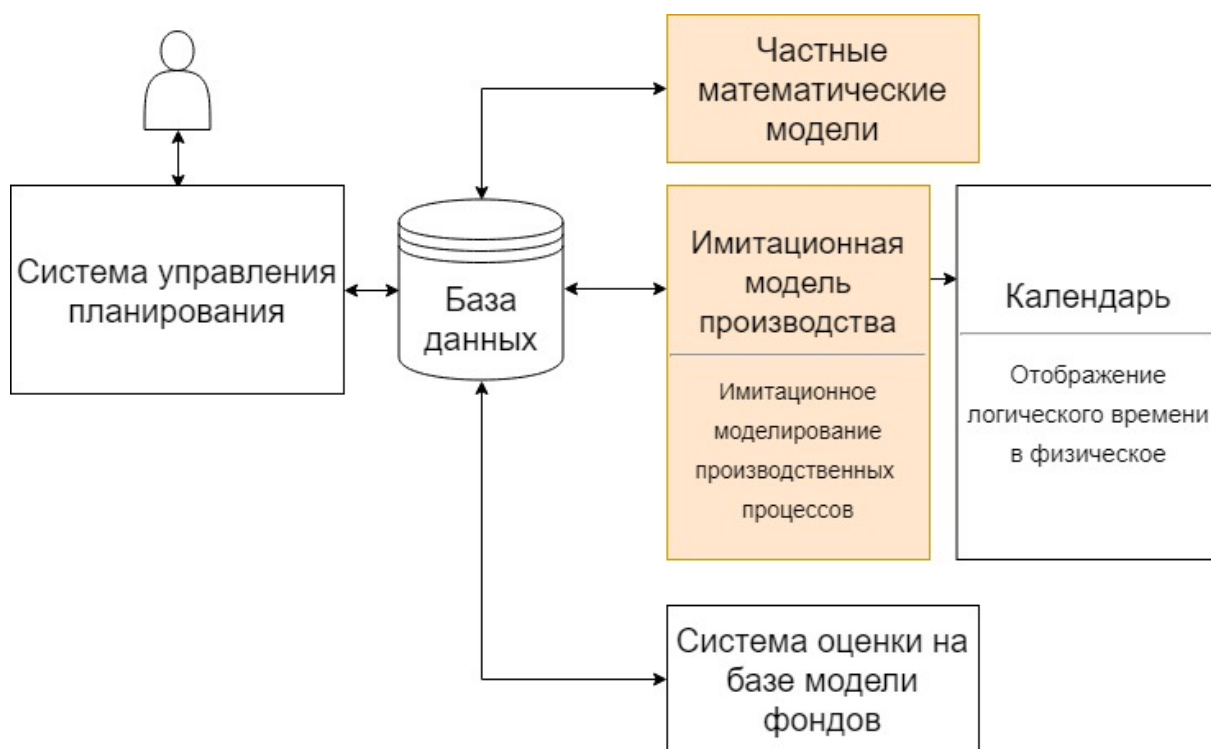 Частные
математические
модели
Система управления
планирования
База
данных
Имитационная
модель
производства
Имитационное
моделирование
производственных
процессов
Календарь
Отображение
логического времени
в физическое
Система оценки на
базе модели
фондов